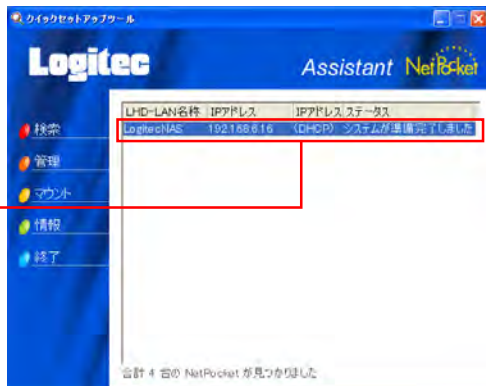 クイックセットアップツール
Logitec
Assistant NetPocket
LHD-LAN名称 IPアドレス IPアドレス ステータス
LogitecNAS 192.168.6.16 (DHCP) システムが準備完了しました
検索
管理
マウント
情報
終了
合計 4 台の NetPocket が見つかりました